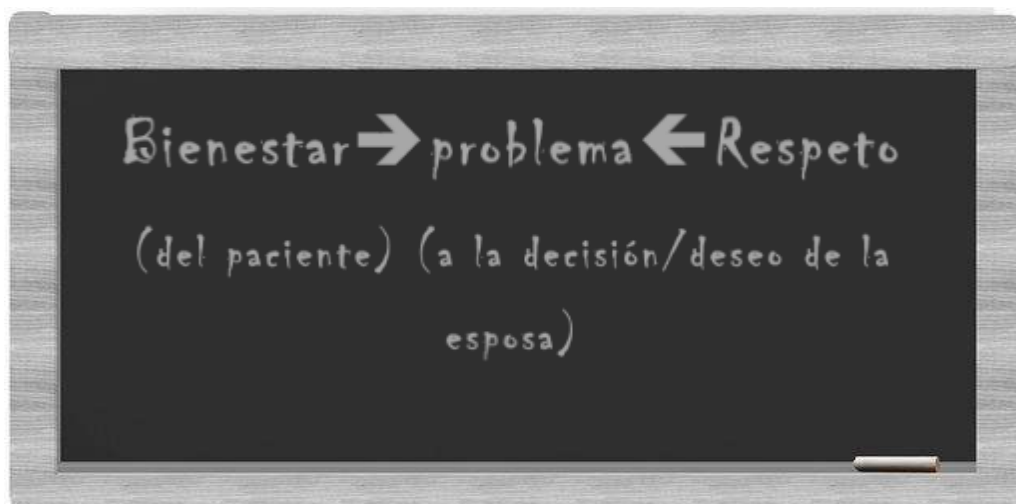 Bienestar➔problema🡰Respeto
(del paciente) (a la decisión/deseo de la
esposa)